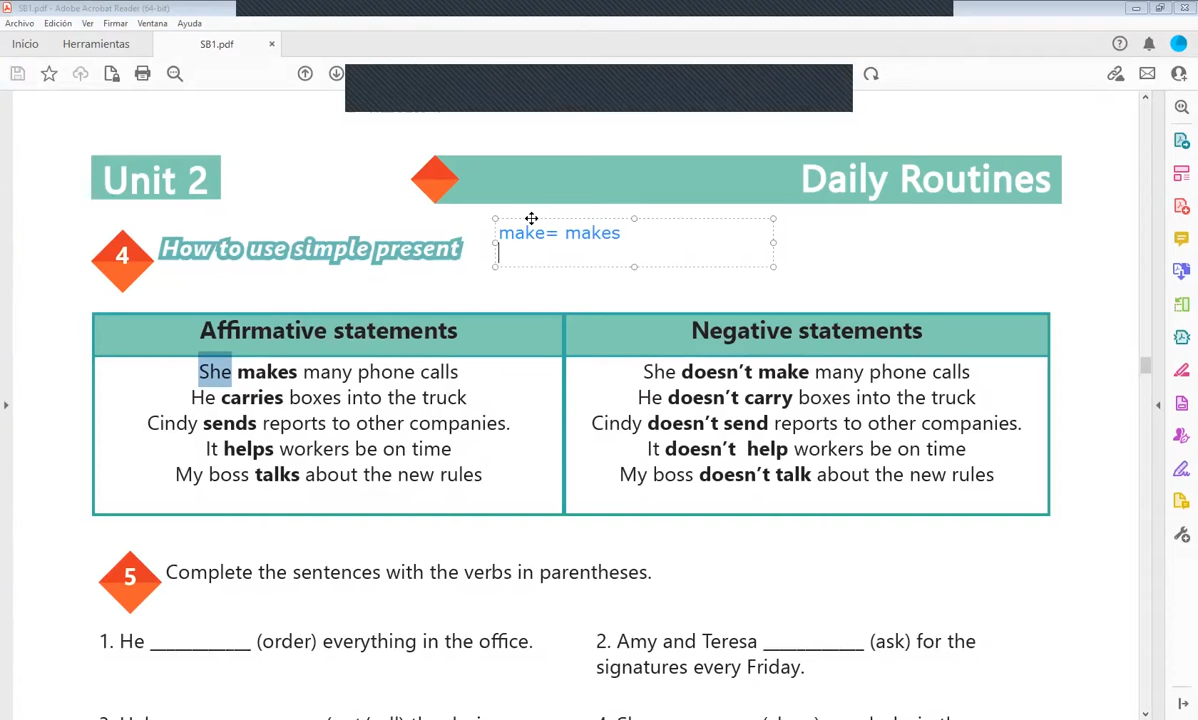 SB1.pdf - Adobe Acrobat Reader (64-bit)
Archivo Edición Ver Firmar Ventana Ayuda
Inicio Herramientas SB1.pdf ×
Unit 2
Daily Routines
make= makes
4 How to use simple present
Affirmative statements
She makes many phone calls
He carries boxes into the truck
Cindy sends reports to other companies.
It helps workers be on time
My boss talks about the new rules
Negative statements
She doesn't make many phone calls
He doesn't carry boxes into the truck
Cindy doesn't send reports to other companies.
It doesn't help workers be on time
My boss doesn't talk about the new rules
5 Complete the sentences with the verbs in parentheses.
1. He ___________ (order) everything in the office.
2. Amy and Teresa ___________ (ask) for the
signatures every Friday.